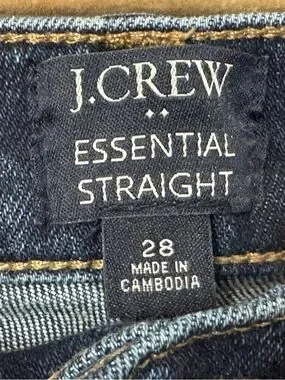 J.CREW
ESSENTIAL
STRAIGHT
28
MADE IN
CAMBODIA